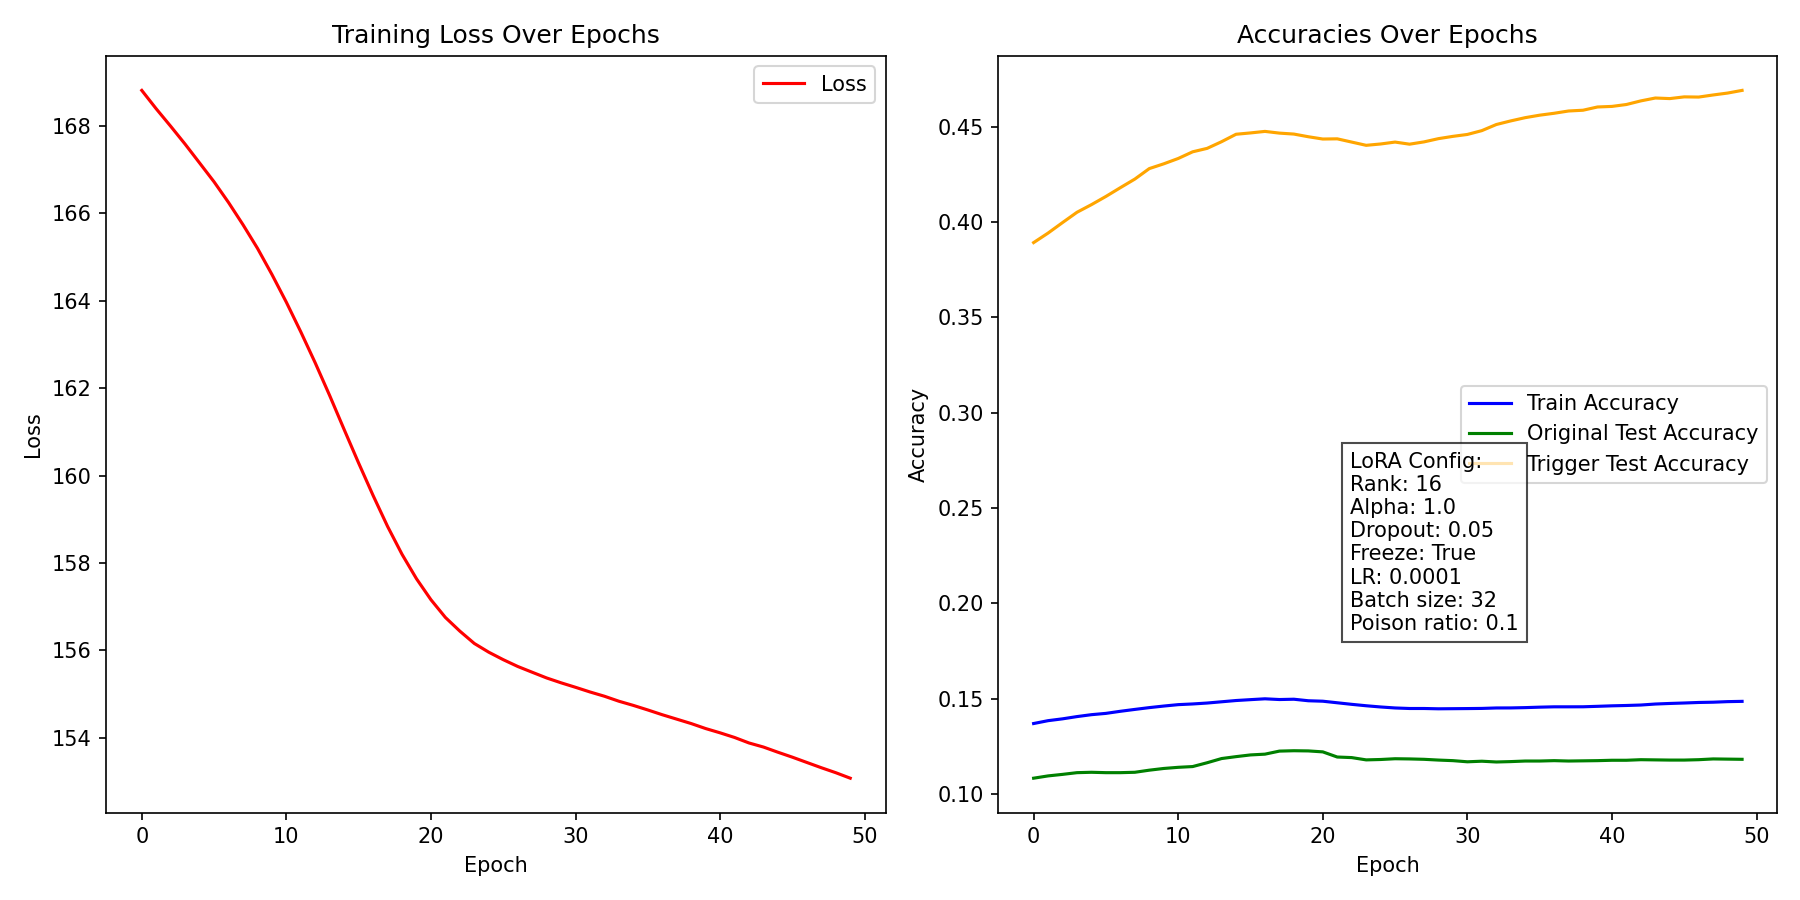 Training Loss Over Epochs
Loss
168
166
164
162
160
158
156
154
Loss
0
10
20
30
40
50
Epoch
Accuracies Over Epochs
0.45
0.40
0.35
0.30
0.25
0.20
0.15
0.10
Accuracy
Train Accuracy
Original Test Accuracy
Trigger Test Accuracy
LoRA Config:
Rank: 16
Alpha: 1.0
Dropout: 0.05
Freeze: True
LR: 0.0001
Batch size: 32
Poison ratio: 0.1
0
10
20
30
40
50
Epoch